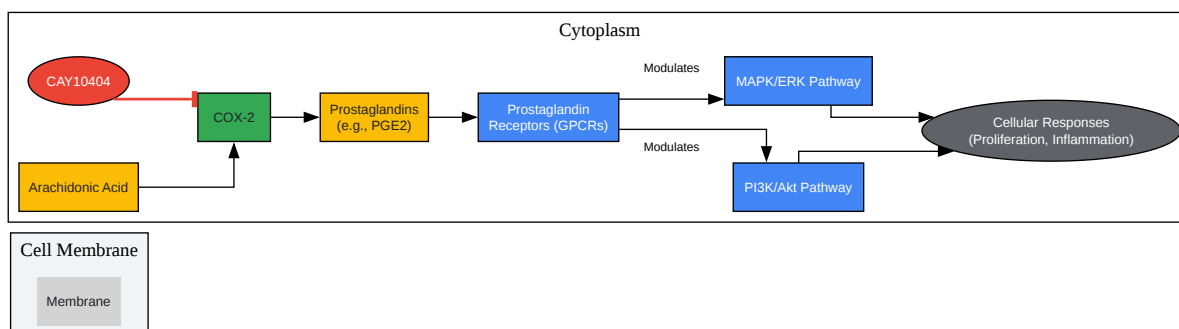 Cytoplasm
CAY10404
COX-2
Arachidonic Acid
Prostaglandins
(e.g., PGE2)
Prostaglandin
Receptors (GPCRs)
Modulates
Modulates
MAPK/ERK Pathway
PI3K/Akt Pathway
Cellular Responses
(Proliferation, Inflammation)
Cell Membrane
Membrane